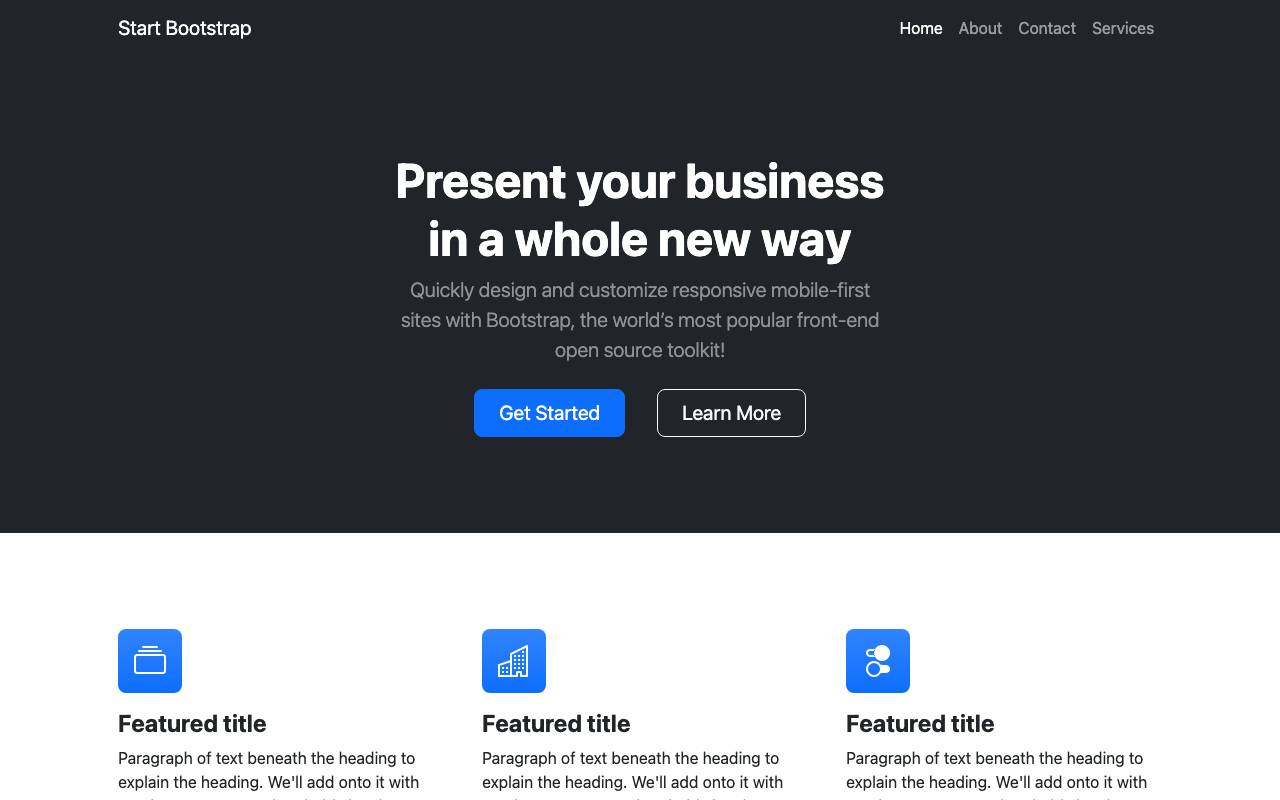 Start Bootstrap
Home About Contact Services
Present your business
in a whole new way
Quickly design and customize responsive mobile-first
sites with Bootstrap, the world’s most popular front-end
open source toolkit!
Get Started Learn More
Featured title
Paragraph of text beneath the heading to
explain the heading. We'll add onto it with
Featured title
Paragraph of text beneath the heading to
explain the heading. We'll add onto it with
Featured title
Paragraph of text beneath the heading to
explain the heading. We'll add onto it with